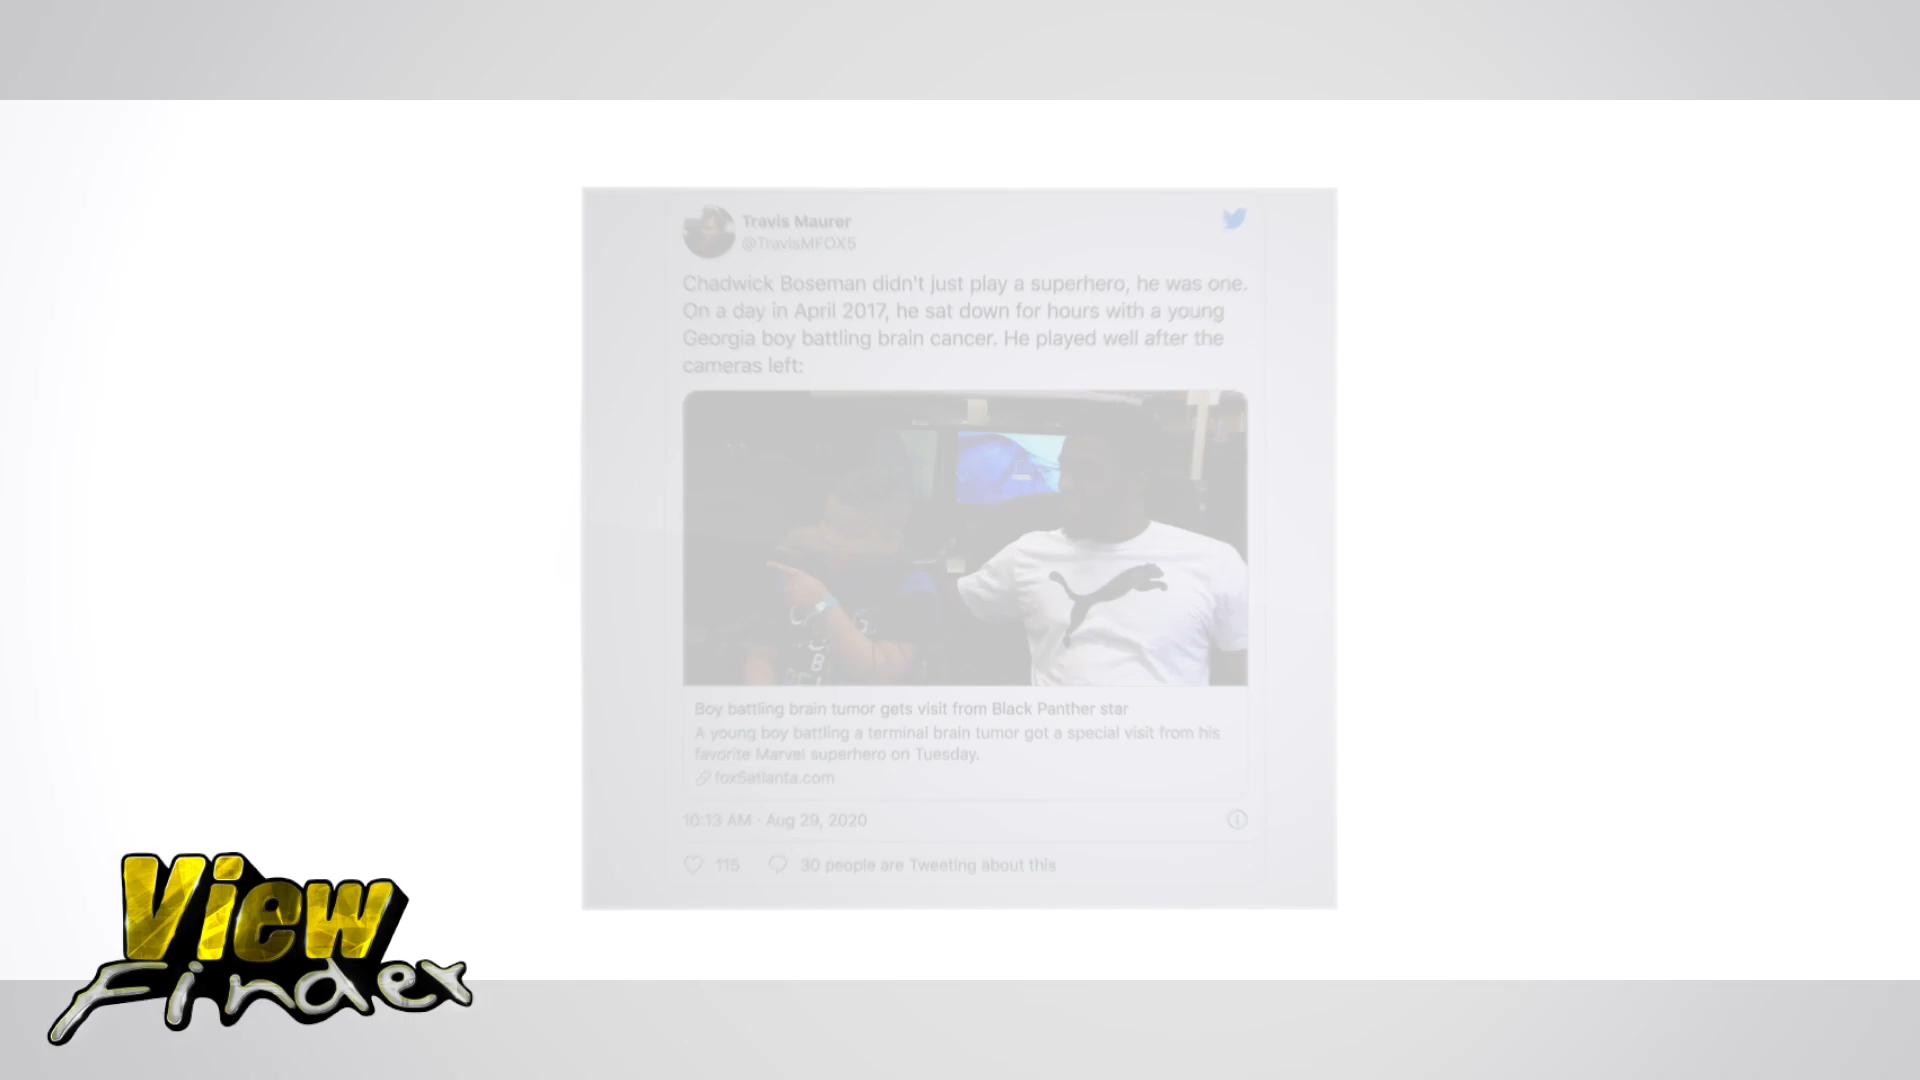 Travis Maurer
@TravisMFOX5
Chadwick Boseman didn't just play a superhero, he was one.
On a day in April 2017, he sat down for hours with a young
Georgia boy battling brain cancer. He played well after the
cameras left:
Boy battling brain tumor gets visit from Black Panther star
A young boy battling a terminal brain tumor got a special visit from his
favorite Marvel superhero on Tuesday.
fox5atlanta.com
10:13 AM · Aug 29, 2020
115
30 people are Tweeting about this
View
Finder